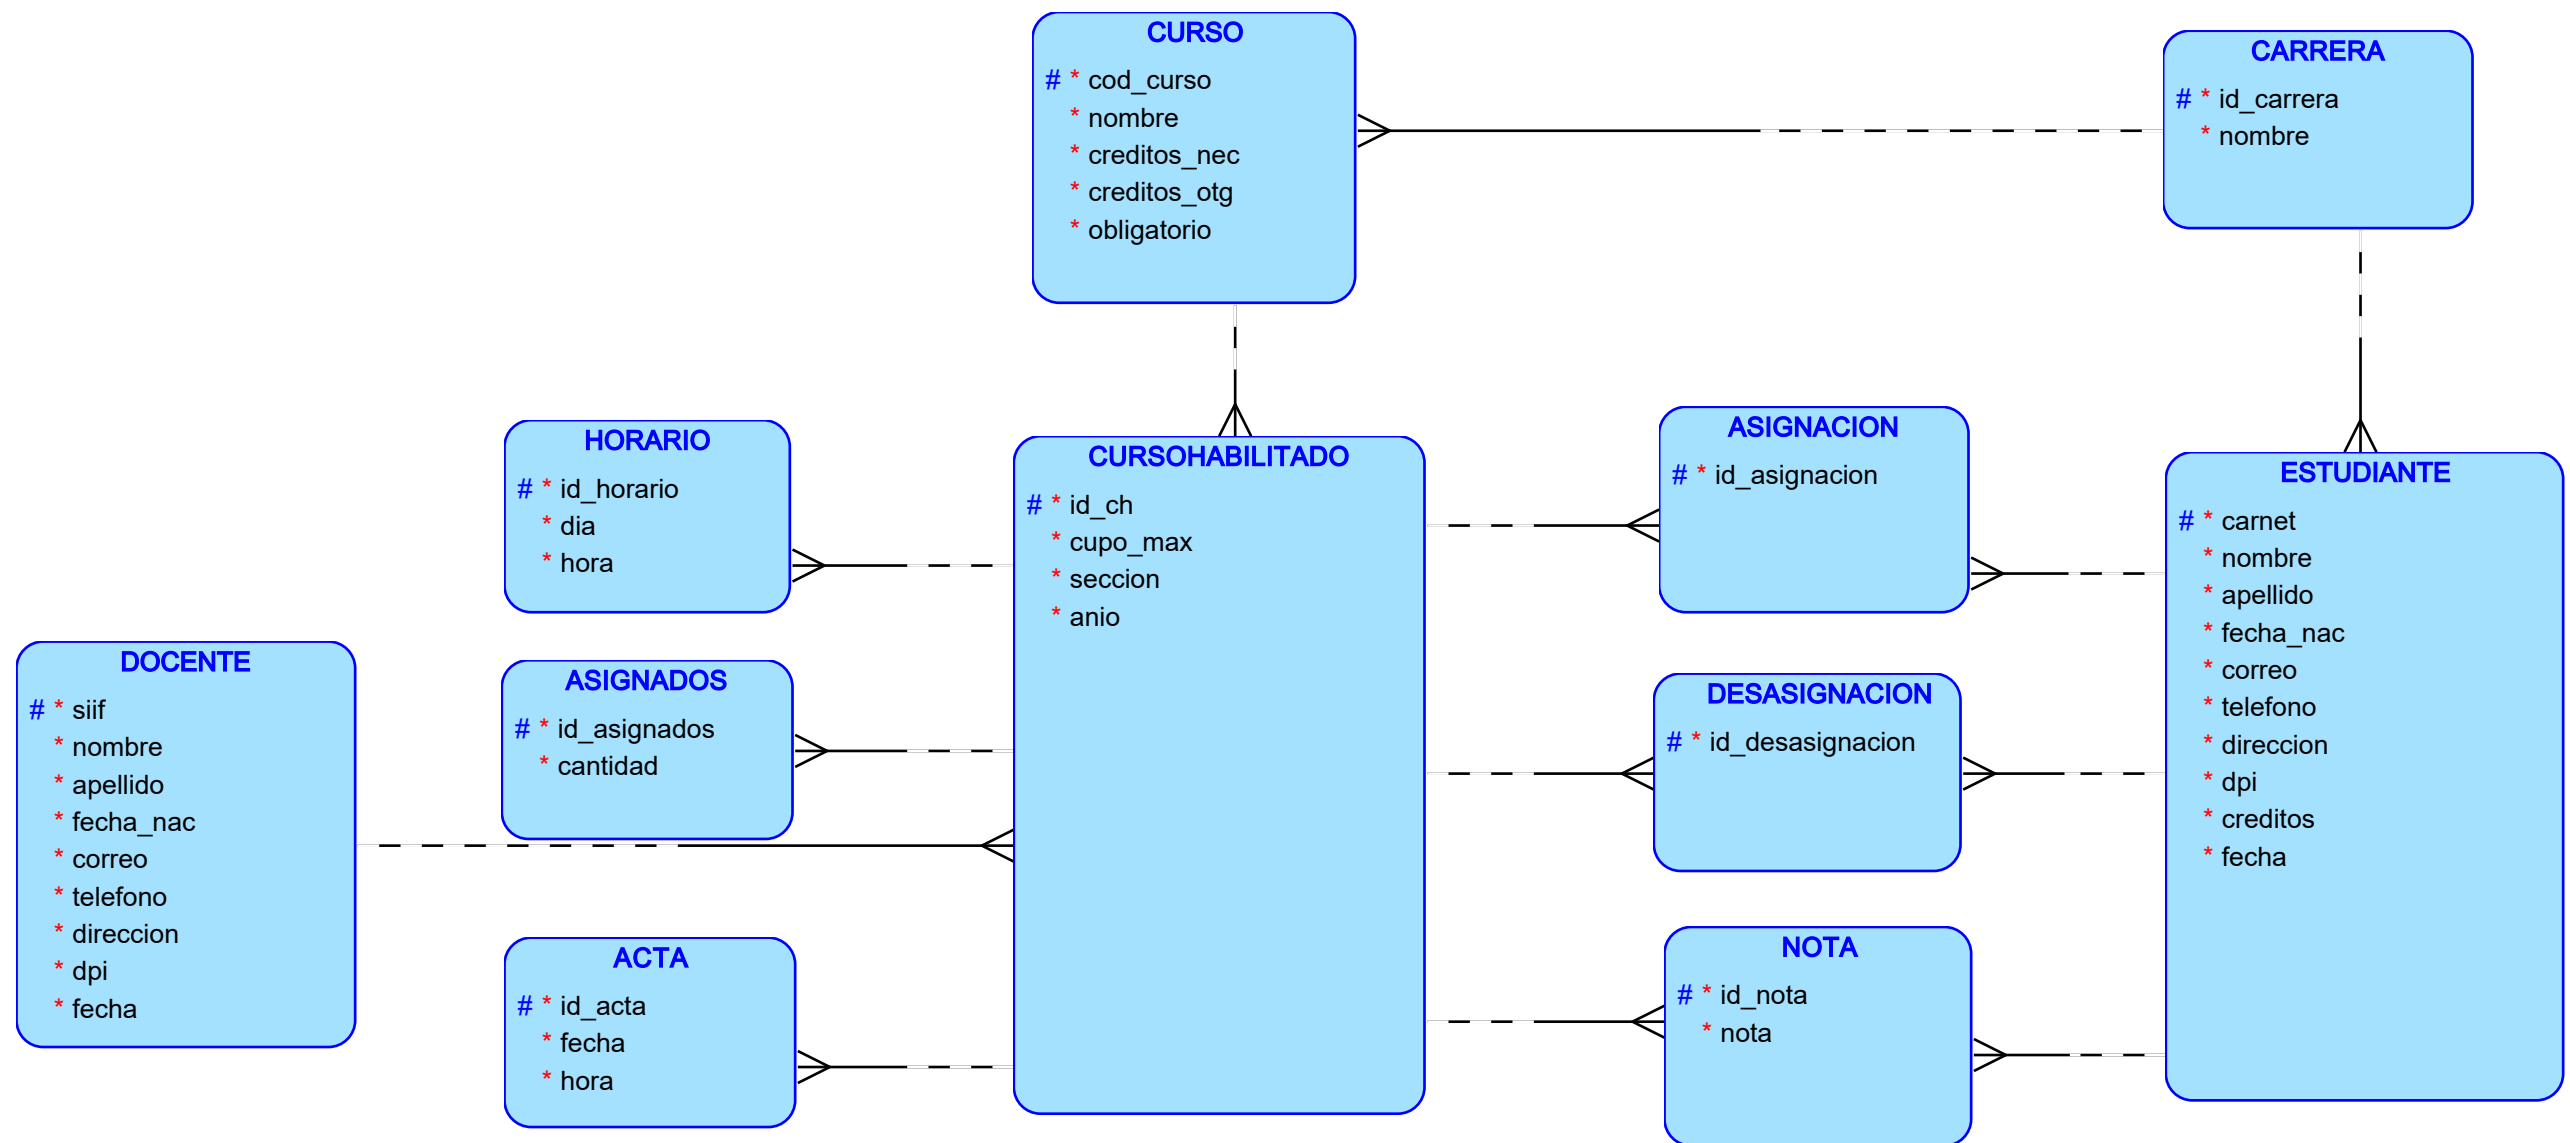 CURSO
# * cod_curso
* nombre
* creditos_nec
* creditos_otg
* obligatorio
CARRERA
# * id_carrera
* nombre
HORARIO
# * id_horario
* dia
* hora
CURSOHABILITADO
# * id_ch
* cupo_max
* seccion
* anio
ASIGNACION
# * id_asignacion
ESTUDIANTE
# * carnet
* nombre
* apellido
* fecha_nac
* correo
* telefono
* direccion
* dpi
* creditos
* fecha
DOCENTE
# * siif
* nombre
* apellido
* fecha_nac
* correo
* telefono
* direccion
* dpi
* fecha
ASIGNADOS
# * id_asignados
* cantidad
DESASIGNACION
# * id_desasignacion
ACTA
# * id_acta
* fecha
* hora
NOTA
# * id_nota
* nota